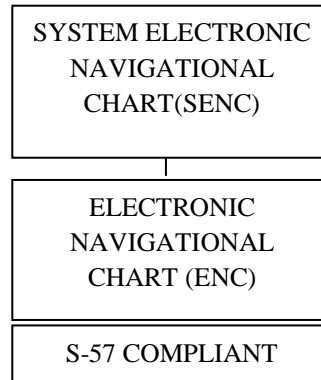 SYSTEM ELECTRONIC
NAVIGATIONAL
CHART(SENC)
ELECTRONIC
NAVIGATIONAL
CHART (ENC)
S-57 COMPLIANT